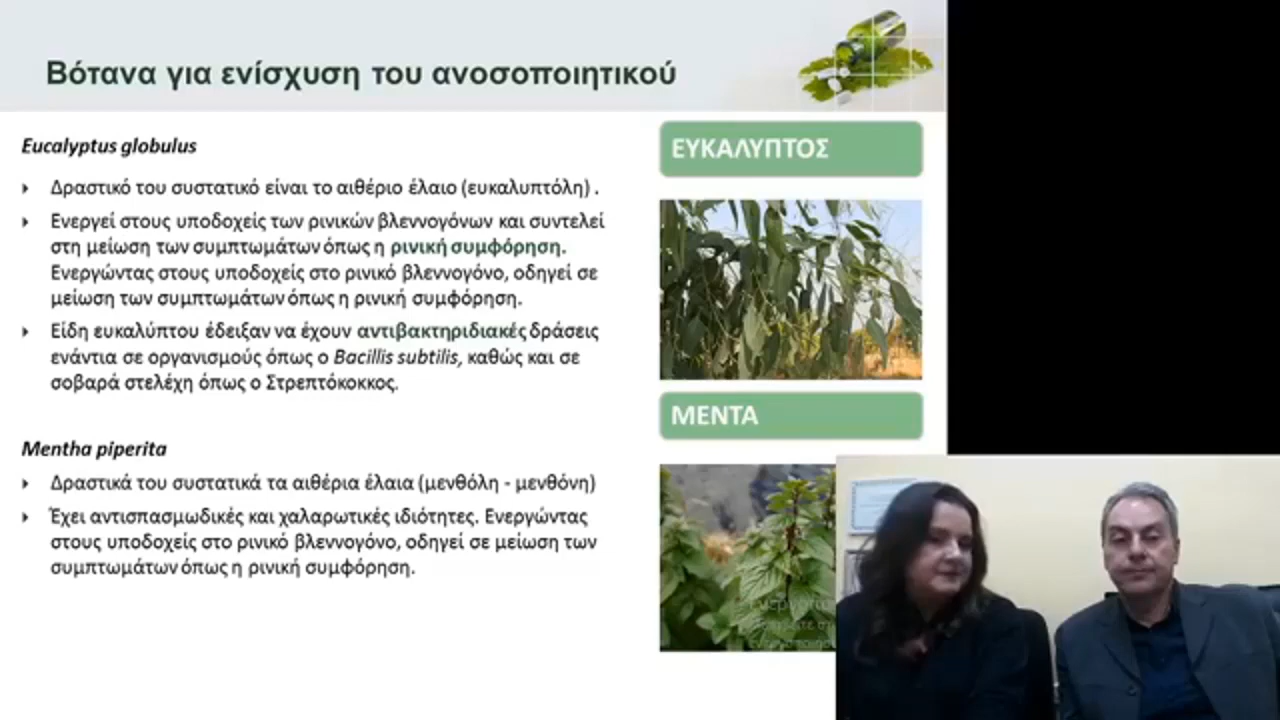 Βότανα για ενίσχυση του ανοσοποιητικού
Eucalyptus globulus
Δραστικό του συστατικό είναι το αιθέριο έλαιο (ευκαλυπτόλη) .
Ενεργεί στους υποδοχείς των ρινικών βλεννογόνων και συντελεί
στη μείωση των συμπτωμάτων όπως η ρινική συμφόρηση.
Ενεργώντας στους υποδοχείς στο ρινικό βλεννογόνο, οδηγεί σε
μείωση των συμπτωμάτων όπως η ρινική συμφόρηση.
Είδη ευκαλύπτου έδειξαν να έχουν αντιβακτηριδιακές δράσεις
ενάντια σε οργανισμούς όπως ο Bacillis subtilis, καθώς και σε
σοβαρά στελέχη όπως ο Στρεπτόκοκκος.
Mentha piperita
Δραστικά του συστατικά τα αιθέρια έλαια (μενθόλη - μενθόνη)
Έχει αντισπασμωδικές και χαλαρωτικές ιδιότητες. Ενεργώντας
στους υποδοχείς στο ρινικό βλεννογόνο, οδηγεί σε μείωση των
συμπτωμάτων όπως η ρινική συμφόρηση.
ΕΥΚΑΛΥΠΤΟΣ
ΜΕΝΤΑ